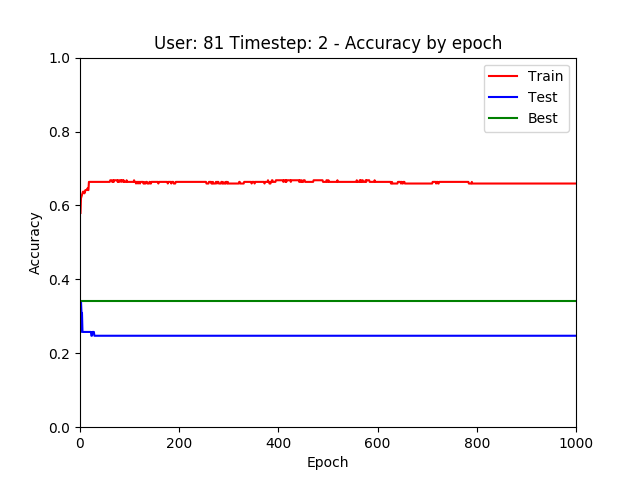 User: 81 Timestep: 2 - Accuracy by epoch
1.0
0.8
0.6
0.4
0.2
0.0
Accuracy
Train
Test
Best
0 200 400 600 800 1000
Epoch